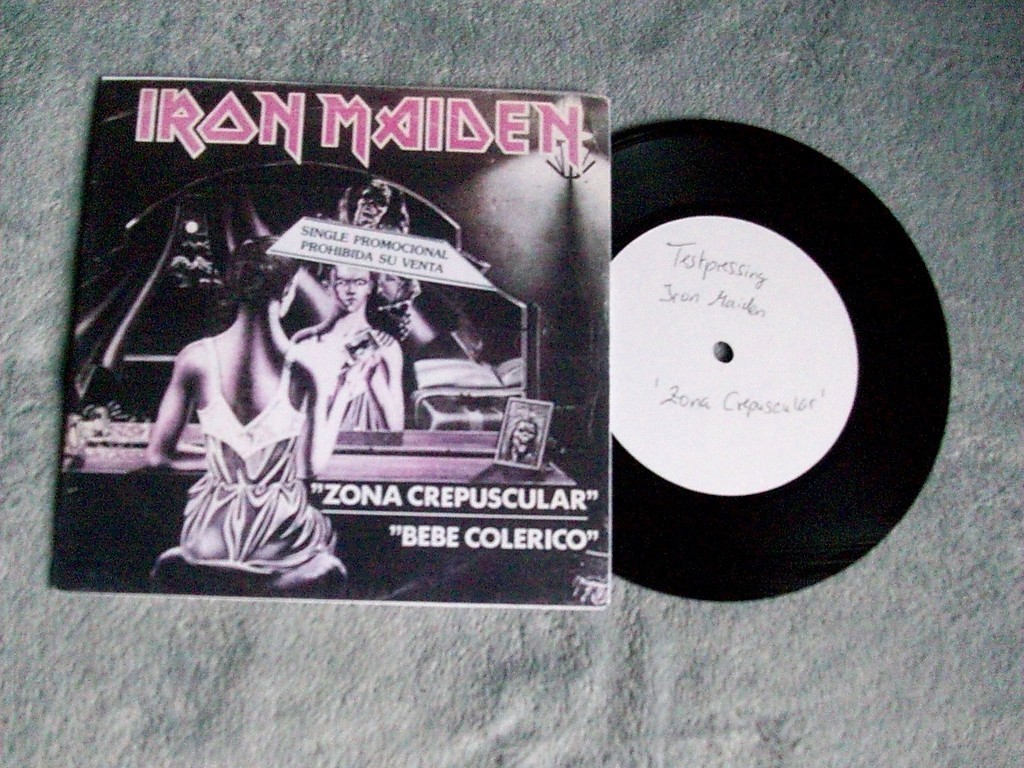 IRON MAIDEN
SINGLE PROMOCIONAL
PROHIBIDA SU VENTA
"ZONA CREPUSCULAR"
"BEBE COLERICO"
Testpressing
Iron Maiden
'Zona Crepuscular'